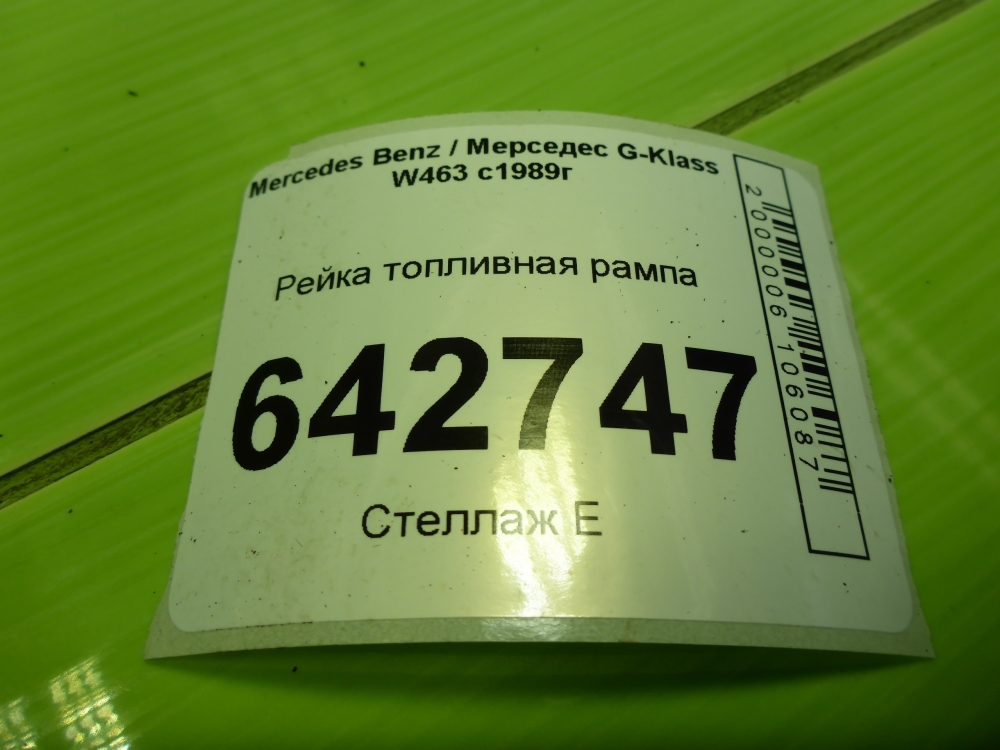 Mercedes Benz / Мерседес G-Klass
W463 с1989г
Рейка топливная рампа
642747
Стеллаж Е
2000006106087